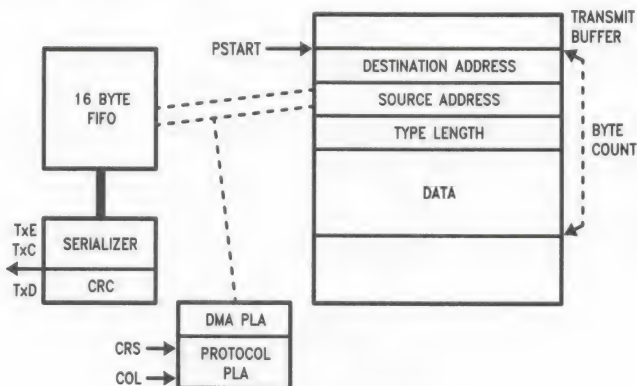 TRANSMIT
BUFFER
PSTART
DESTINATION ADDRESS
16 BYTE
FIFO
SOURCE ADDRESS
TYPE LENGTH
BYTE
COUNT
DATA
TxE
TxC
SERIALIZER
TxD
CRC
DMA PLA
CRS
PROTOCOL
PLA
COL